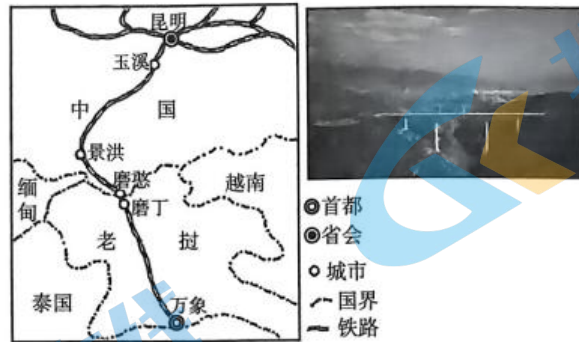 昆明
玉溪
中 国
景洪
磨憨
缅甸
越南
磨丁
老 挝
泰国
万象
首都
省会
城市
国界
铁路